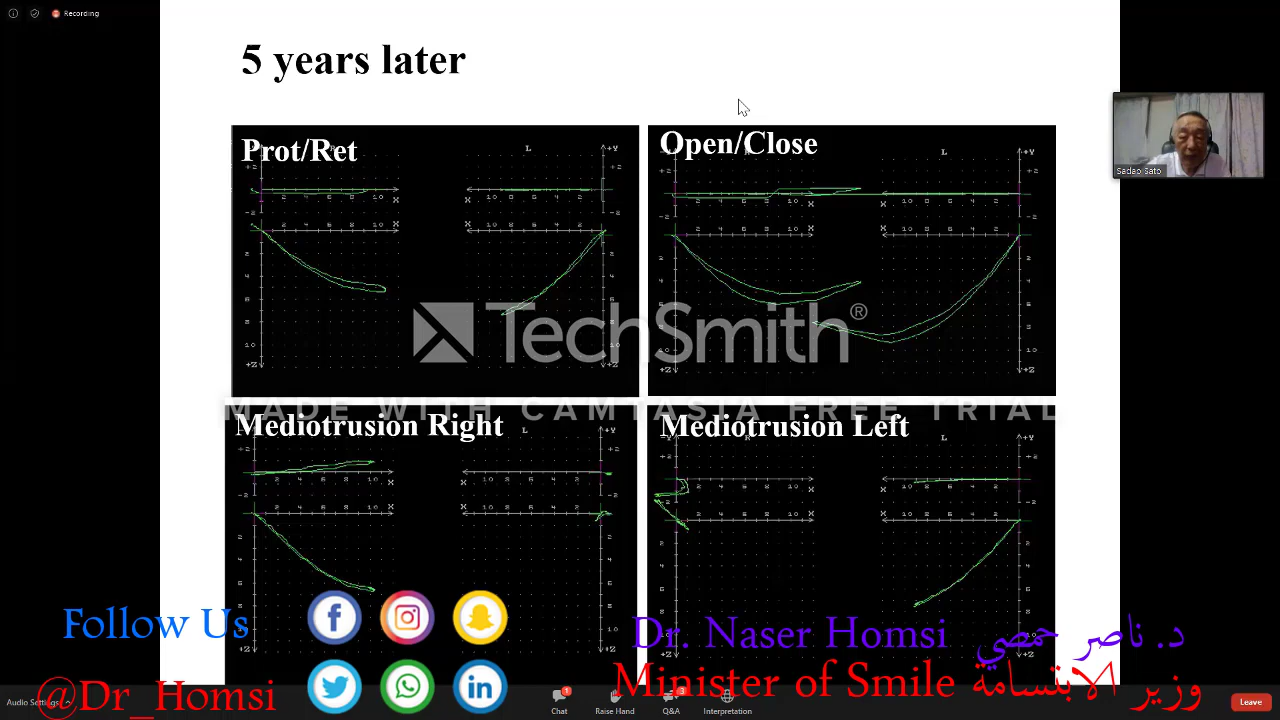 Recording
5 years later
Sadao Sato
Prot/Ret
Open/Close
TechSmith®
MADE WITH CAMTASIA FREE TRIAL
Mediotrusion Right
Mediotrusion Left
Follow Us
@Dr_Homsi
Dr. Naser Homsi د. ناصر حمصي
Minister of Smile وزير الابتسامة
Audio Settings
Chat
Raise Hand
Q&A
Interpretation
Leave